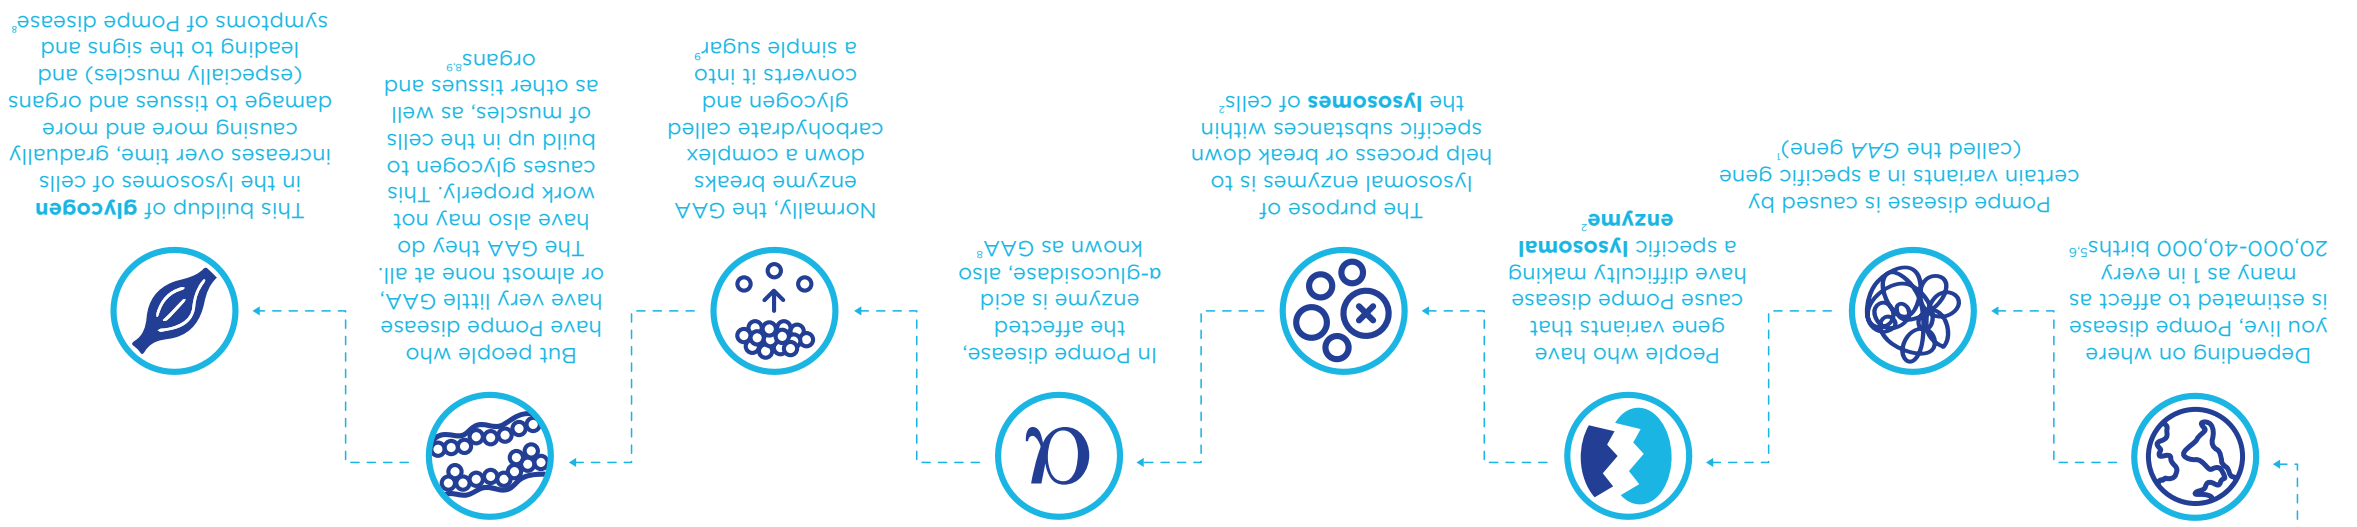 Depending on where
you live, Pompe disease
is estimated to affect as
many as 1 in every
20,000-40,000 births5,6
Pompe disease is caused by
certain variants in a specific gene
(called the GAA gene)1
People who have
gene variants that
cause Pompe disease
have difficulty making
a specific lysosomal
enzyme2
The purpose of
lysosomal enzymes is to
help process or break down
specific substances within
the lysosomes of cells2
In Pompe disease,
the affected
enzyme is acid
α-glucosidase, also
known as GAA8
α
Normally, the GAA
enzyme breaks
down a complex
carbohydrate called
glycogen and
converts it into
a simple sugar9
But people who
have Pompe disease
have very little GAA,
or almost none at all.
The GAA they do
have also may not
work properly. This
causes glycogen to
build up in the cells
of muscles, as well
as other tissues and
organs8,9
This buildup of glycogen
in the lysosomes of cells
increases over time, gradually
causing more and more
damage to tissues and organs
(especially muscles) and
leading to the signs and
symptoms of Pompe disease8